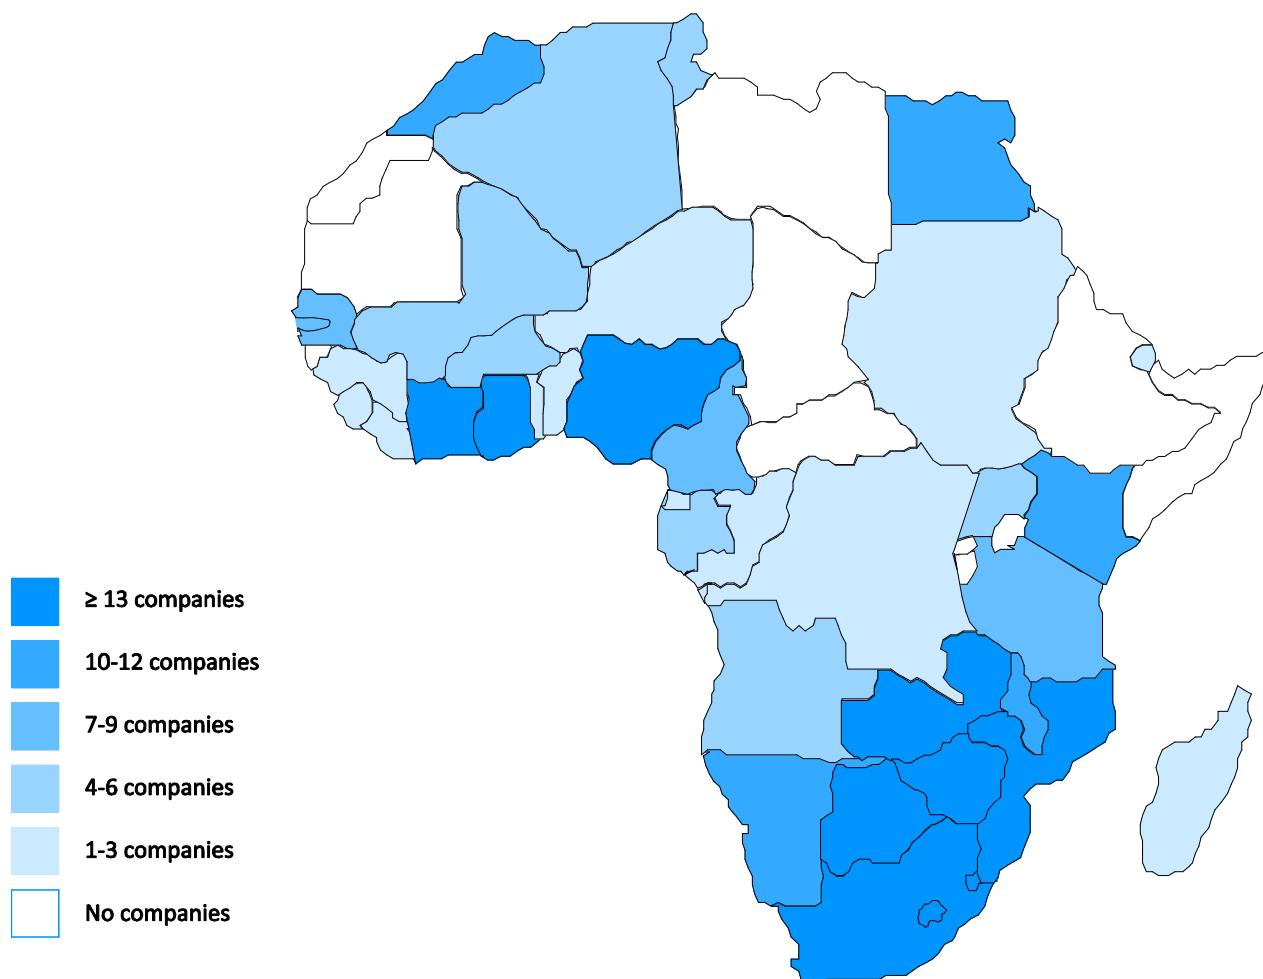 ≥ 13 companies
10-12 companies
7-9 companies
4-6 companies
1-3 companies
No companies